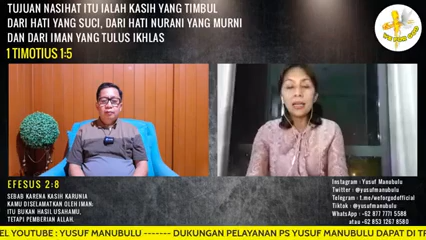 TUJUAN NASIHAT ITU IALAH KASIH YANG TIMBUL
DARI HATI YANG SUCI, DARI HATI NURANI YANG MURNI
DAN DARI IMAN YANG TULUS IKHLAS
1 TIMOTIUS 1:5
WE FOR GOD
EFESUS 2:8
SEBAB KARENA KASIH KARUNIA
KAMU DISELAMATKAN OLEH IMAN;
ITU BUKAN HASIL USAHAMU,
TETAPI PEMBERIAN ALLAH.
Instagram : Yusuf Manubulu
Twitter : @yusufmanubulu
Telegram : t.me/weforgodofficial
Tiktok : @yusufmanubulu
WhatsApp : +62 877 7771 5588
atau +62 853 1267 8580
EL YOUTUBE : YUSUF MANUBULU ------- DUKUNGAN PELAYANAN PS YUSUF MANUBULU DAPAT DI TR